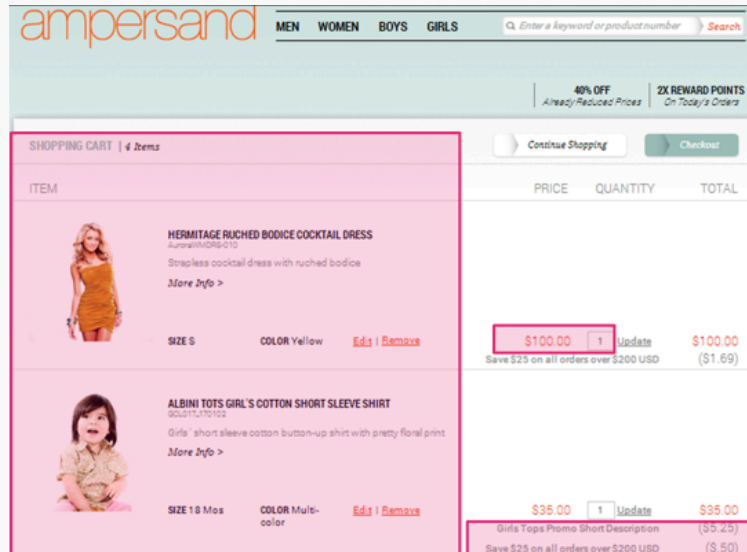 ampersand
MEN WOMEN BOYS GIRLS
Enter a keyword or product number Search
40% OFF 2X REWARD POINTS
Already Reduced Prices On Today's Orders
SHOPPING CART | 4 Items
Continue Shopping Checkout
ITEM PRICE QUANTITY TOTAL
HERMITAGE RUCHED BODICE COCKTAIL DRESS
AuroraWMDRS-010
Strapless cocktail dress with ruched bodice
More Info >
SIZE S COLOR Yellow Edit | Remove $100.00 1 Update $100.00
Save $25 on all orders over $200 USD ($1.69)
ALBINI TOTS GIRL'S COTTON SHORT SLEEVE SHIRT
GCL017_170102
Girls` short sleeve cotton button-up shirt with pretty floral print
More Info >
SIZE 18 Mos COLOR Multi-color Edit | Remove $35.00 1 Update $35.00
Girls Tops Promo Short Description ($5.25)
Save $25 on all orders over $200 USD ($.50)